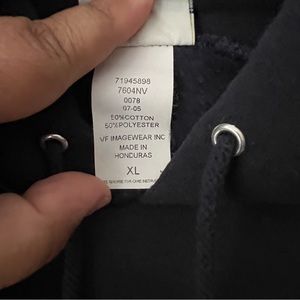 71945898
7604NV
0078
07-05
50%COTTON
50%POLYESTER
VF IMAGEWEAR INC
MADE IN
HONDURAS
XL